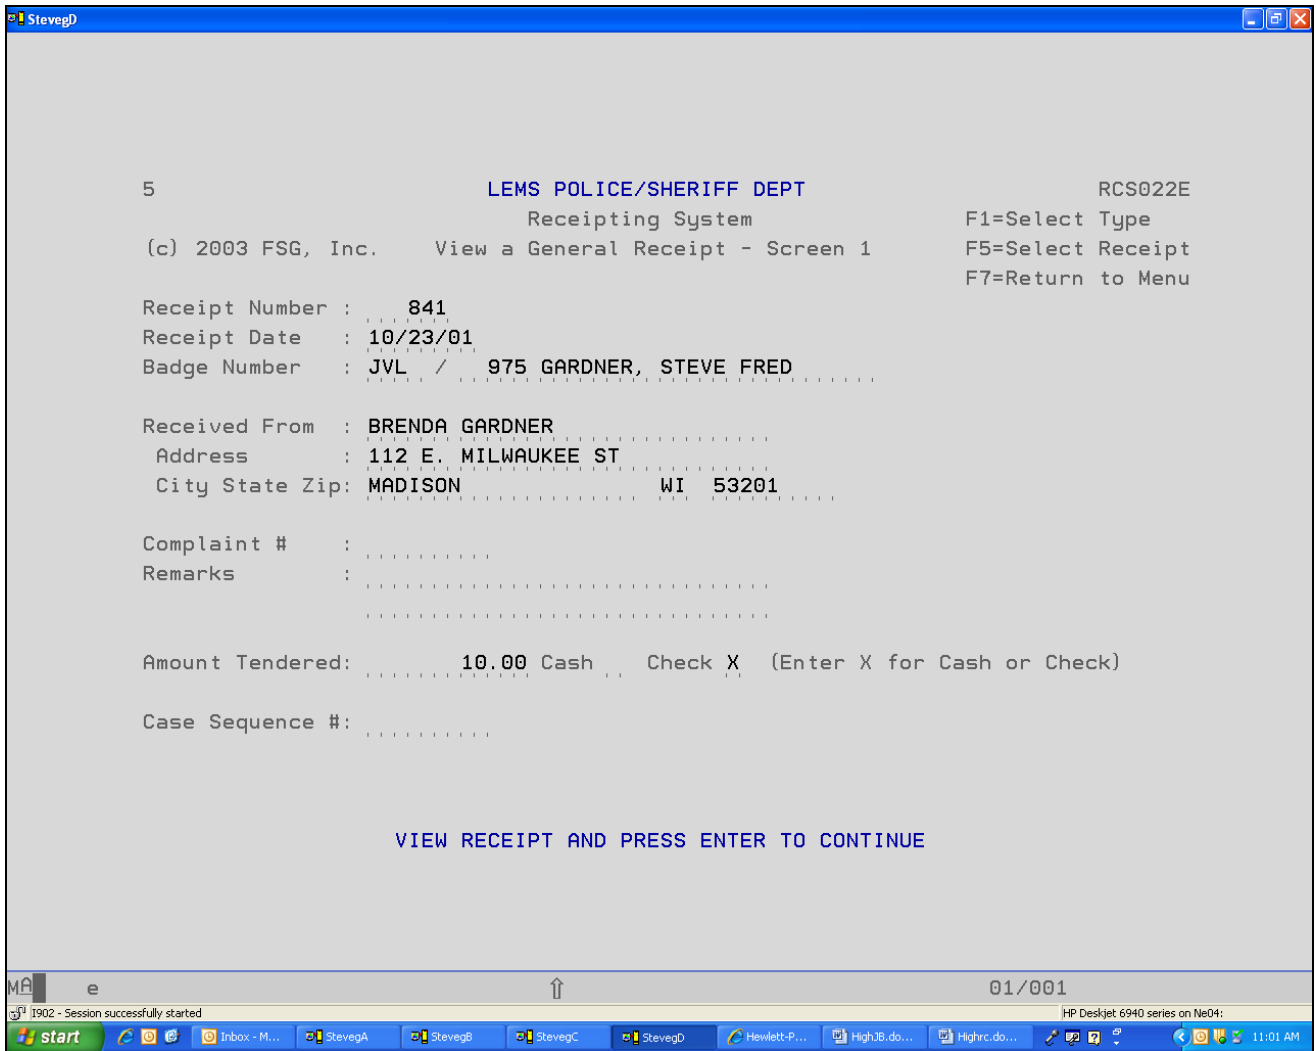 StevegD
5 LEMS POLICE/SHERIFF DEPT RCS022E
Receipting System F1=Select Type
(c) 2003 FSG, Inc. View a General Receipt - Screen 1 F5=Select Receipt
F7=Return to Menu
Receipt Number : 841
Receipt Date : 10/23/01
Badge Number : JVL / 975 GARDNER, STEVE FRED
Received From : BRENDA GARDNER
Address : 112 E. MILWAUKEE ST
City State Zip: MADISON WI 53201
Complaint # :
Remarks :
Amount Tendered: 10.00 Cash Check X (Enter X for Cash or Check)
Case Sequence #:
VIEW RECEIPT AND PRESS ENTER TO CONTINUE
MA e 01/001
I902 - Session successfully started HP Deskjet 6940 series on Ne04:
start Inbox - M... StevegA StevegB StevegC StevegD Hewlett-P... HighJB.do... Highrc.do... 11:01 AM